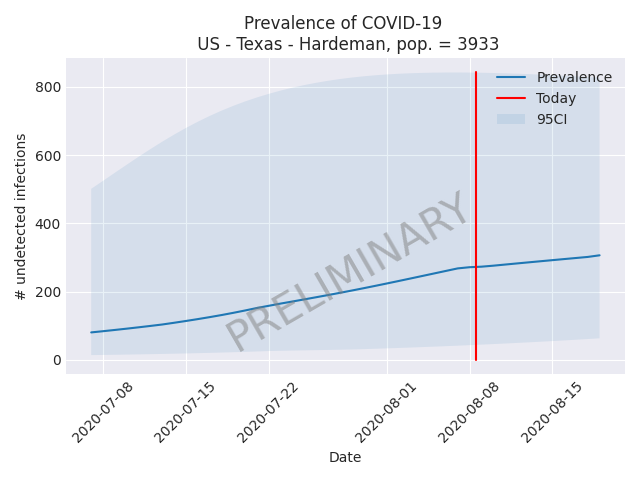 Prevalence of COVID-19
US - Texas - Hardeman, pop. = 3933
# undetected infections
800
600
400
200
0
Prevalence
Today
95CI
PRELIMINARY
2020-07-08
2020-07-15
2020-07-22
2020-08-01
2020-08-08
2020-08-15
Date